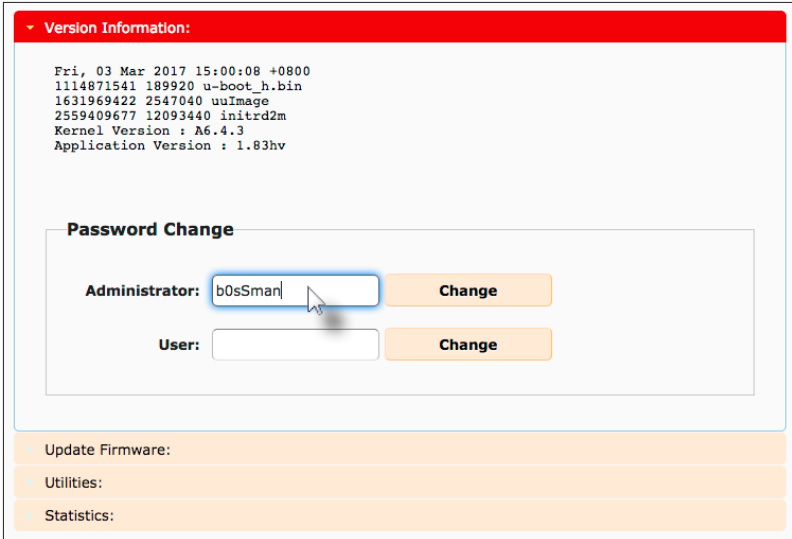 Version Information:
Fri, 03 Mar 2017 15:00:08 +0800
1114871541 189920 u-boot_h.bin
1631969422 2547040 uuImage
2559409677 12093440 initrd2m
Kernel Version : A6.4.3
Application Version : 1.83hv
Password Change
Administrator: b0sSman Change
User: Change
Update Firmware:
Utilities:
Statistics: